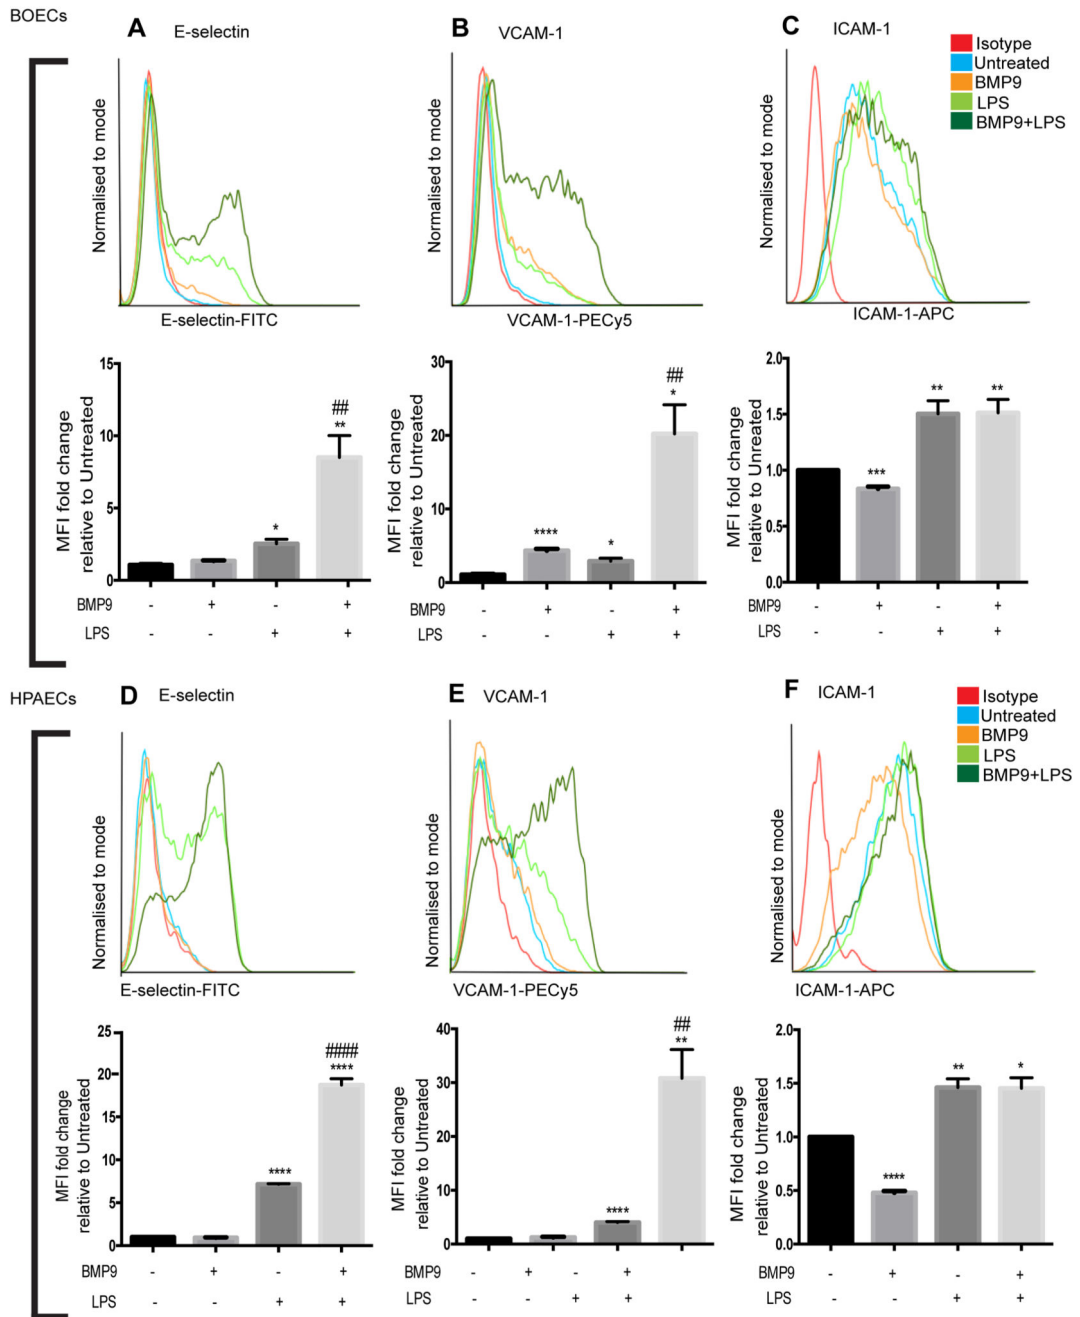 BOECs
A E-selectin
Normalised to mode
E-selectin-FITC
B VCAM-1
Normalised to mode
VCAM-1-PECy5
C ICAM-1
Normalised to mode
ICAM-1-APC
Isotype
Untreated
BMP9
LPS
BMP9+LPS
MFI fold change
relative to Untreated
15
10
5
0
*
##
**
BMP9 - + - +
LPS - - + +
MFI fold change
relative to Untreated
30
20
10
0
****
*
##
*
BMP9 - + - +
LPS - - + +
MFI fold change
relative to Untreated
2.0
1.5
1.0
0.5
0.0
***
**
**
BMP9 - + - +
LPS - - + +
HPAECs
D E-selectin
Normalised to mode
E-selectin-FITC
E VCAM-1
Normalised to mode
VCAM-1-PECy5
F ICAM-1
Normalised to mode
ICAM-1-APC
Isotype
Untreated
BMP9
LPS
BMP9+LPS
MFI fold change
relative to Untreated
25
20
15
10
5
0
****
####
****
BMP9 - + - +
LPS - - + +
MFI fold change
relative to Untreated
40
30
20
10
0
****
##
**
BMP9 - + - +
LPS - - + +
MFI fold change
relative to Untreated
2.0
1.5
1.0
0.5
0.0
****
**
*
BMP9 - + - +
LPS - - + +